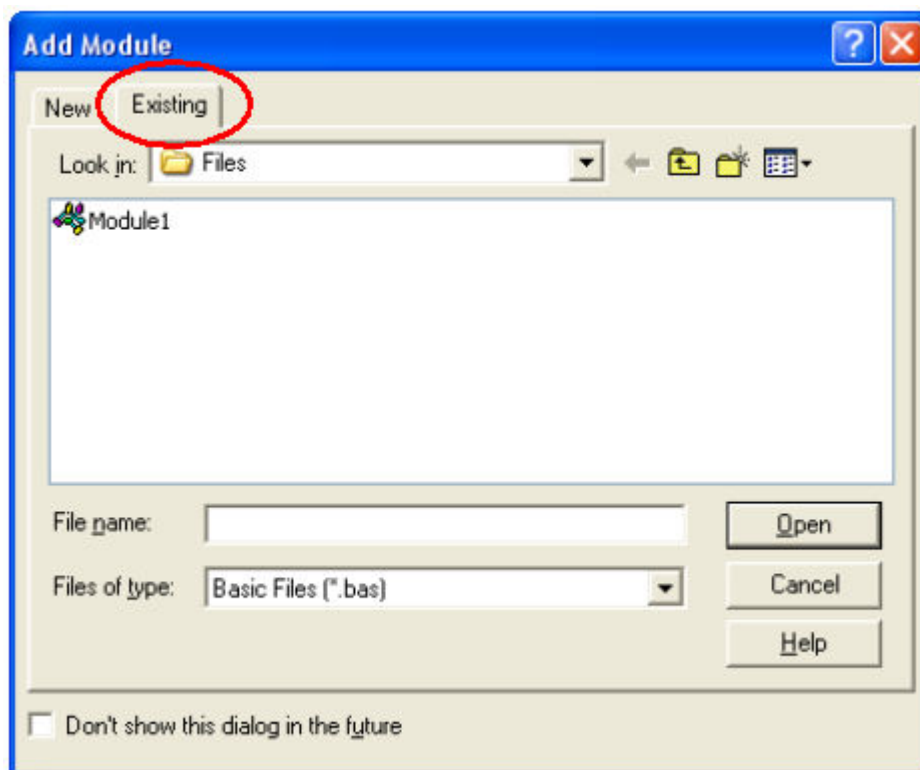 Add Module
New Existing
Look in: Files
Module1
File name:
Open
Files of type: Basic Files (*.bas)
Cancel
Help
Don't show this dialog in the future